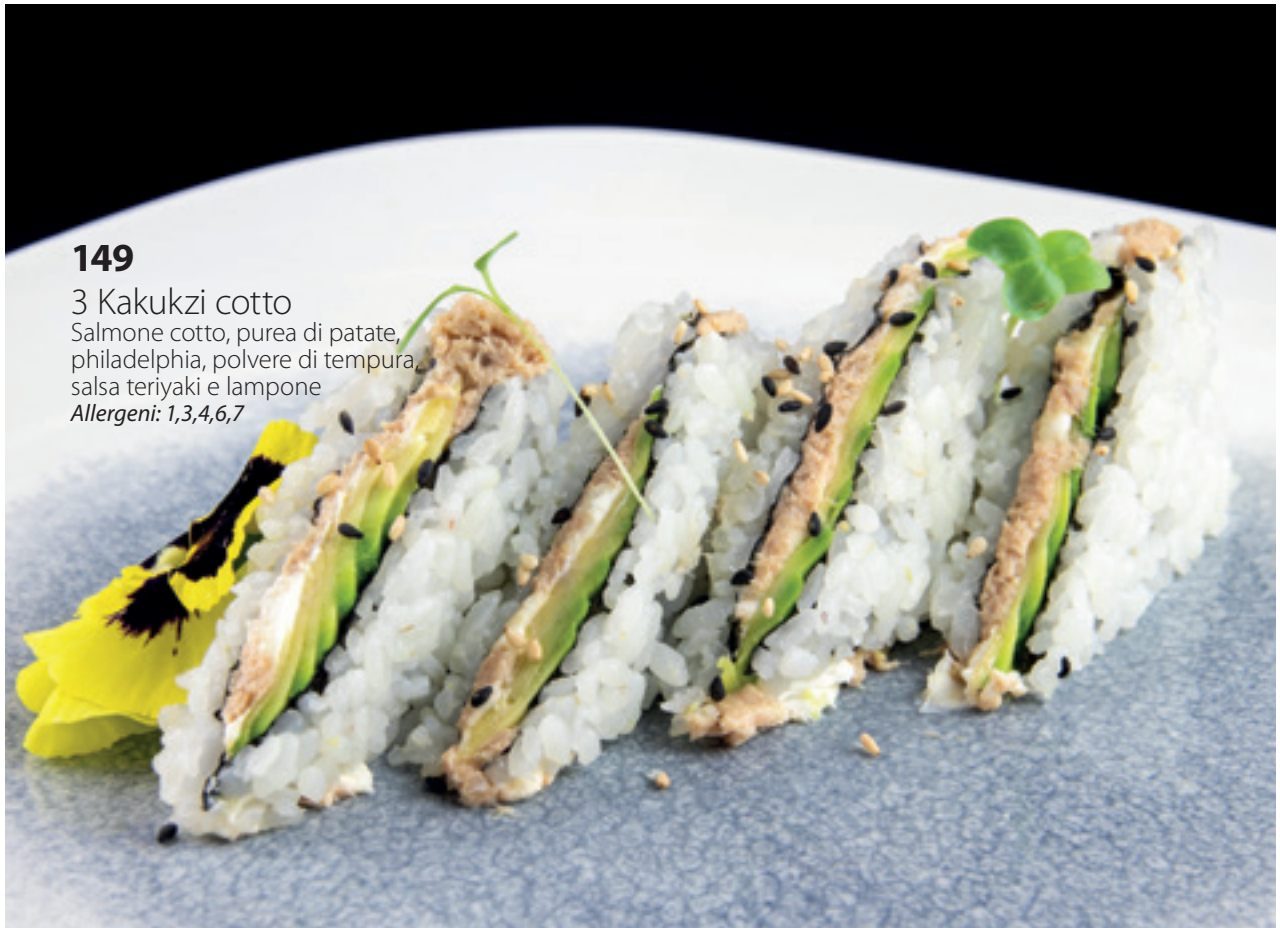 149
3 Kakukzi cotto
Salmone cotto, purea di patate,
philadelphia, polvere di tempura,
salsa teriyaki e lampone
Allergeni: 1,3,4,6,7